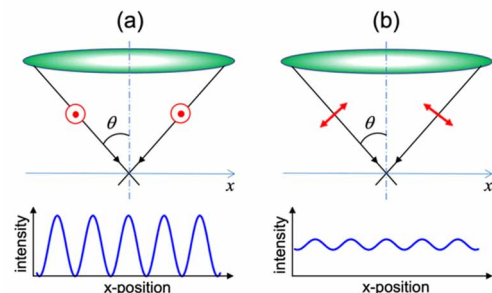 (a)
θ
x
intensity
x-position
(b)
θ
x
intensity
x-position